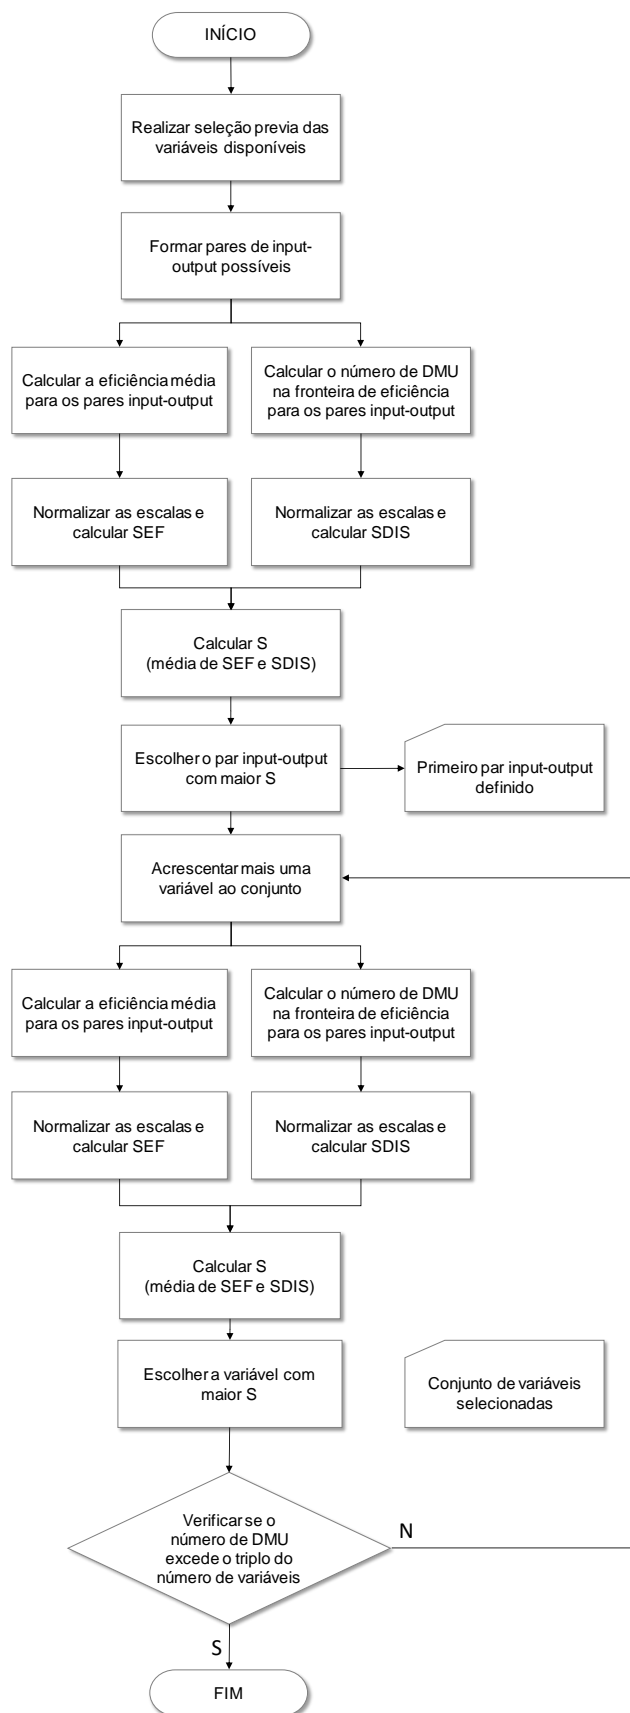 INÍCIO
Realizar seleção previa das
variáveis disponíveis
Formar pares de input-
output possíveis
Calcular a eficiência média
para os pares input-output
Calcular o número de DMU
na fronteira de eficiência
para os pares input-output
Normalizar as escalas e
calcular SEF
Normalizar as escalas e
calcular SDIS
Calcular S
(média de SEF e SDIS)
Escolher o par input-output
com maior S
Primeiro par input-output
definido
Acrescentar mais uma
variável ao conjunto
Calcular a eficiência média
para os pares input-output
Calcular o número de DMU
na fronteira de eficiência
para os pares input-output
Normalizar as escalas e
calcular SEF
Normalizar as escalas e
calcular SDIS
Calcular S
(média de SEF e SDIS)
Escolher a variável com
maior S
Conjunto de variáveis
selecionadas
Verificar se o
número de DMU
excede o triplo do
número de variáveis
N
S
FIM